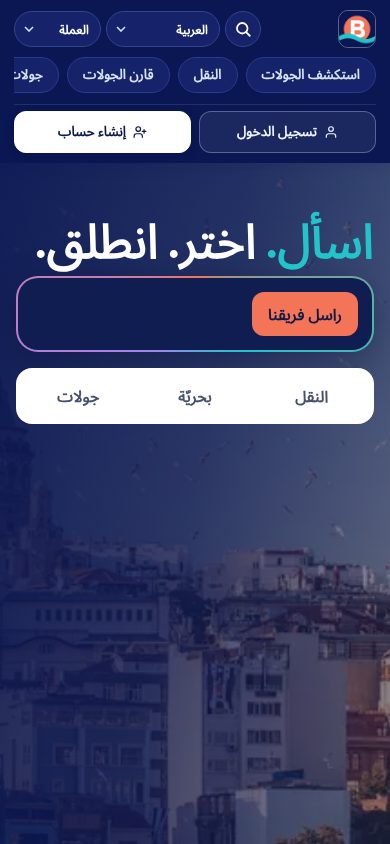 B
العربية
العملة
استكشف الجولات
النقل
قارن الجولات
جولات
تسجيل الدخول
إنشاء حساب
اسأل. اختر. انطلق.
راسل فريقنا
النقل
بحريّة
جولات